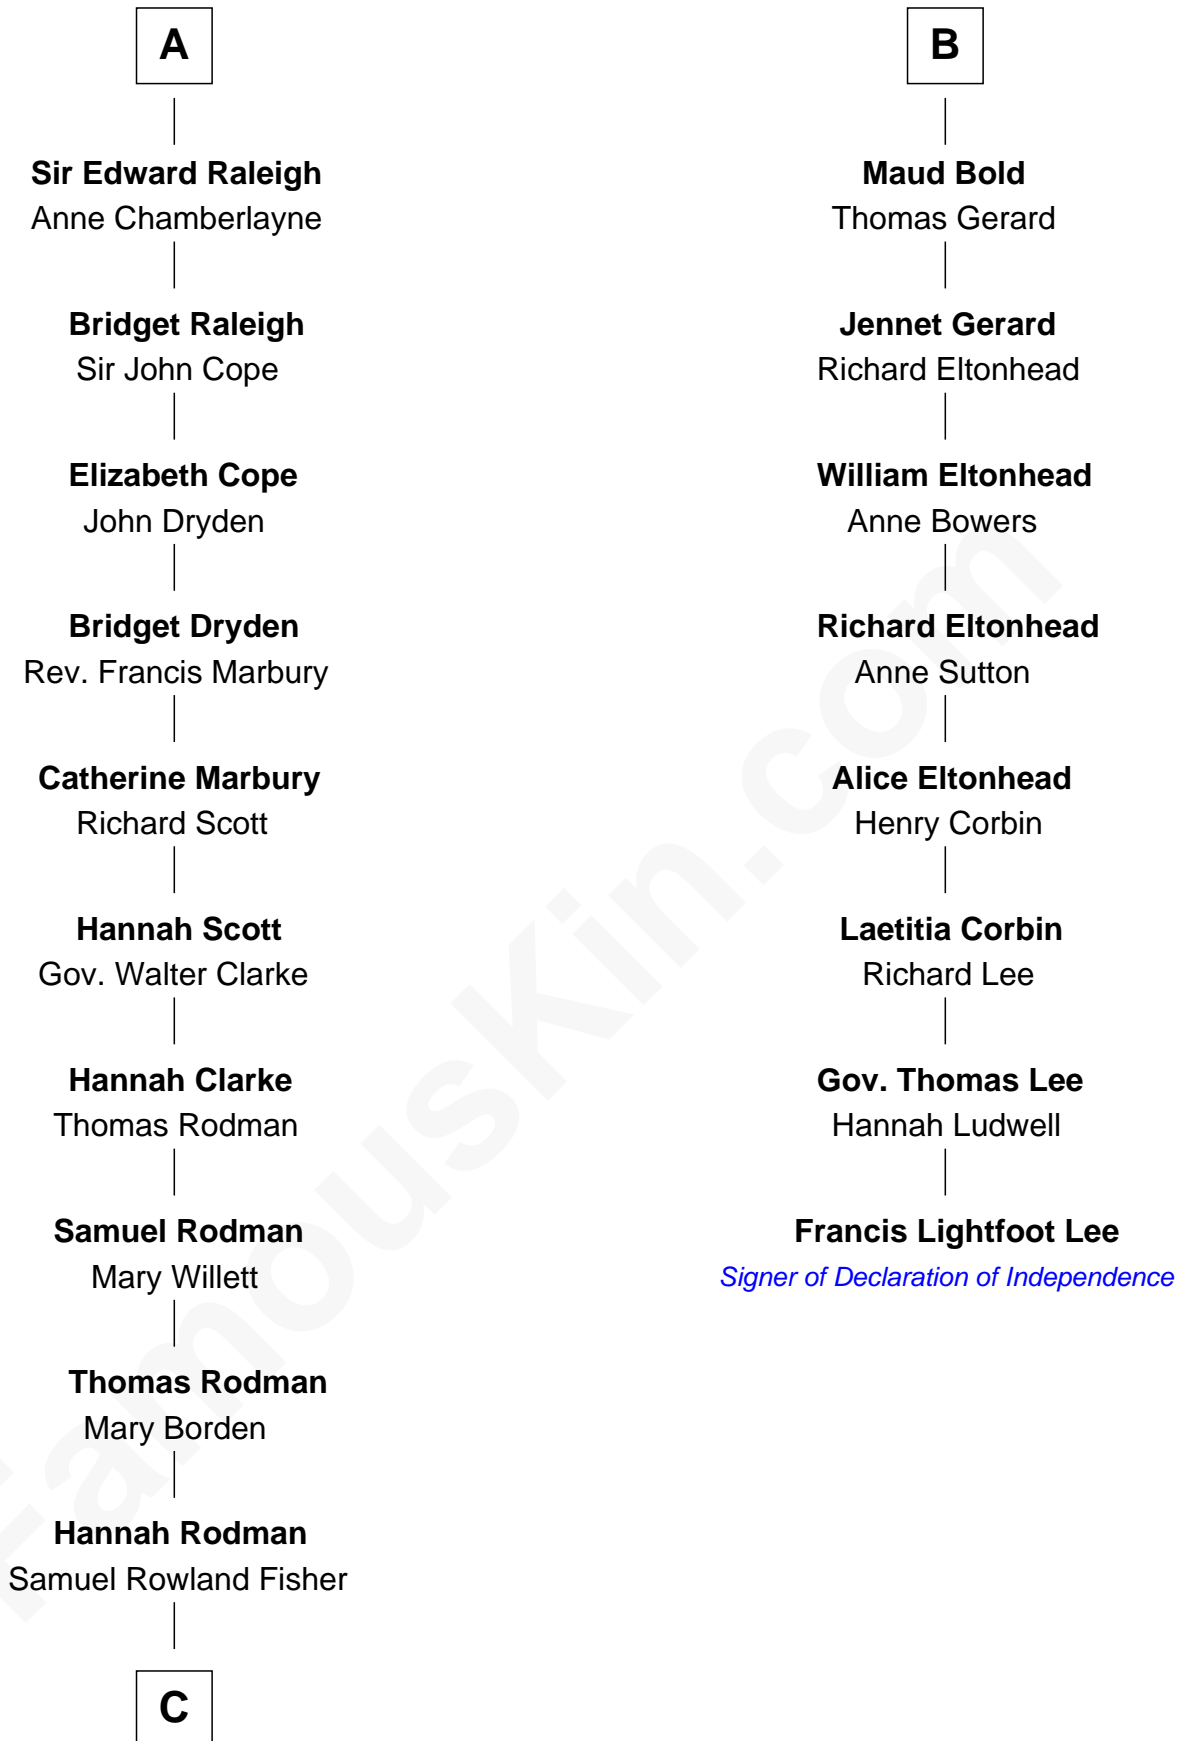 A
Sir Edward Raleigh
Anne Chamberlayne
Bridget Raleigh
Sir John Cope
Elizabeth Cope
John Dryden
Bridget Dryden
Rev. Francis Marbury
Catherine Marbury
Richard Scott
Hannah Scott
Gov. Walter Clarke
Hannah Clarke
Thomas Rodman
Samuel Rodman
Mary Willett
Thomas Rodman
Mary Borden
Hannah Rodman
Samuel Rowland Fisher
C
B
Maud Bold
Thomas Gerard
Jennet Gerard
Richard Eltonhead
William Eltonhead
Anne Bowers
Richard Eltonhead
Anne Sutton
Alice Eltonhead
Henry Corbin
Laetitia Corbin
Richard Lee
Gov. Thomas Lee
Hannah Ludwell
Francis Lightfoot Lee
Signer of Declaration of Independence
FamousKin.com